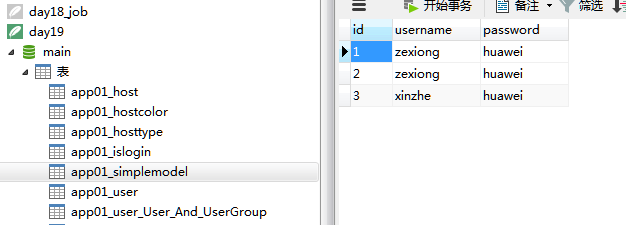 day18_job
day19
main
表
app01_host
app01_hostcolor
app01_hosttype
app01_islogin
app01_simplemodel
app01_user
app01_user_User_And_UserGroup
开始事务 备注 筛选
id username password
1 zexiong huawei
2 zexiong huawei
3 xinzhe huawei